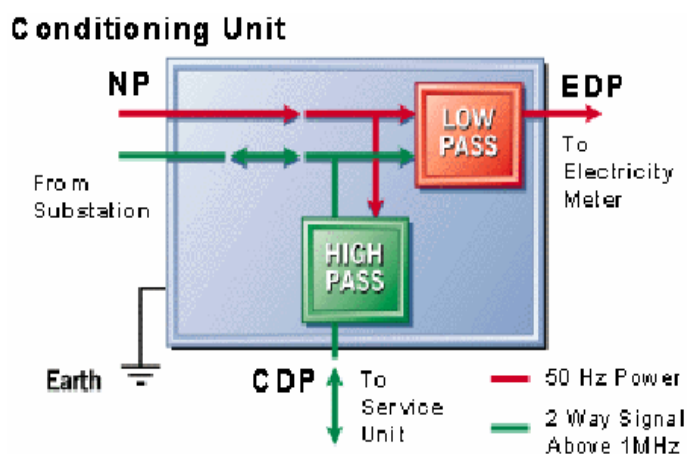 Conditioning Unit
NP
EDP
LOW
PASS
To
Electricity
Meter
From
Substation
HIGH
PASS
Earth
CDP
To
Service
Unit
50 Hz Power
2 Way Signal
Above 1MHz